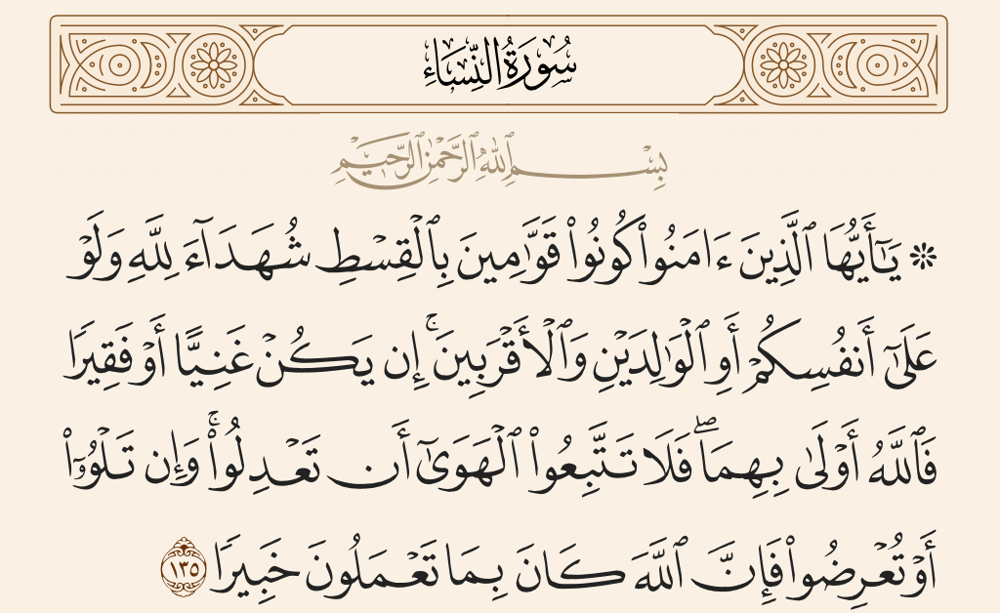 سُورَةُ النِّسَاءِ
بِسْمِ ٱللَّهِ ٱلرَّحْمَٰنِ ٱلرَّحِيمِ
۞ يَٰٓأَيُّهَا ٱلَّذِينَ ءَامَنُوا۟ كُونُوا۟ قَوَّٰمِينَ بِٱلْقِسْطِ شُهَدَآءَ لِلَّهِ وَلَوْ
عَلَىٰٓ أَنفُسِكُمْ أَوِ ٱلْوَٰلِدَيْنِ وَٱلْأَقْرَبِينَ ۚ إِن يَكُنْ غَنِيًّا أَوْ فَقِيرًا
فَٱللَّهُ أَوْلَىٰ بِهِمَا ۖ فَلَا تَتَّبِعُوا۟ ٱلْهَوَىٰٓ أَن تَعْدِلُوا۟ ۚ وَإِن تَلْوُۥٓا۟
أَوْ تُعْرِضُوا۟ فَإِنَّ ٱللَّهَ كَانَ بِمَا تَعْمَلُونَ خَبِيرًا ١٣٥